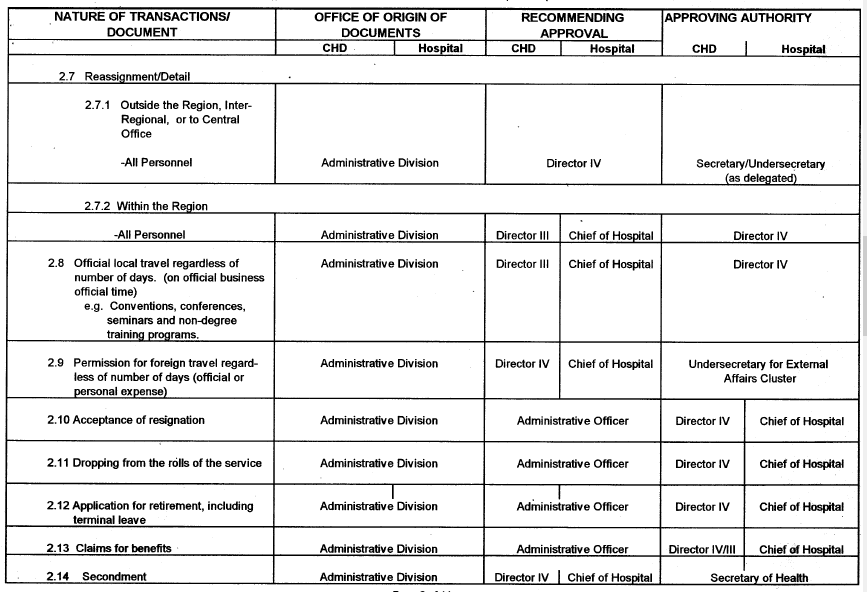 NATURE OF TRANSACTIONS/ OFFICE OF ORIGIN OF RECOMMENDING APPROVING AUTHORITY
DOCUMENT DOCUMENTS APPROVAL
CHD Hospital CHD Hospital CHD Hospital
2.7 Reassignment/Detail
2.7.1 Outside the Region, Inter-
Regional, or to Central
Office
-All Personnel Administrative Division Director IV Secretary/Undersecretary
(as delegated)
2.7.2 Within the Region
-All Personnel Administrative Division Director III Chief of Hospital Director IV
2.8 Official local travel regardless of Administrative Division Director III Chief of Hospital Director IV
number of days. (on official business
official time)
e.g. Conventions, conferences,
seminars and non-degree
training programs.
2.9 Permission for foreign travel regard- Administrative Division Director IV Chief of Hospital Undersecretary for External
less of number of days (official or Affairs Cluster
personal expense)
2.10 Acceptance of resignation Administrative Division Administrative Officer Director IV Chief of Hospital
2.11 Dropping from the rolls of the service Administrative Division Administrative Officer Director IV Chief of Hospital
2.12 Application for retirement, including Administrative Division Administrative Officer Director IV Chief of Hospital
terminal leave
2.13 Claims for benefits Administrative Division Administrative Officer Director IV/III Chief of Hospital
2.14 Secondment Administrative Division Director IV Chief of Hospital Secretary of Health